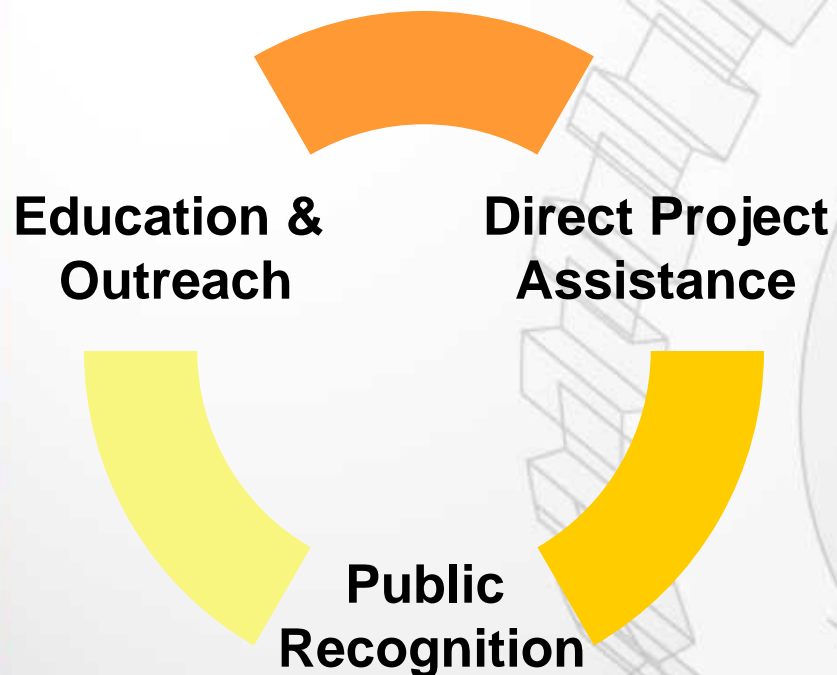 Education &
Outreach
Direct Project
Assistance
Public
Recognition